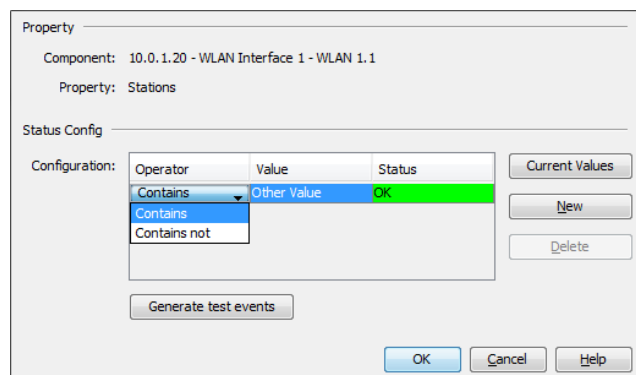 Property
Component: 10.0.1.20 - WLAN Interface 1 - WLAN 1.1
Property: Stations
Status Config
Configuration:
Operator Value Status
Contains Other Value OK
Contains
Contains not
Current Values
New
Delete
Generate test events
OK Cancel Help